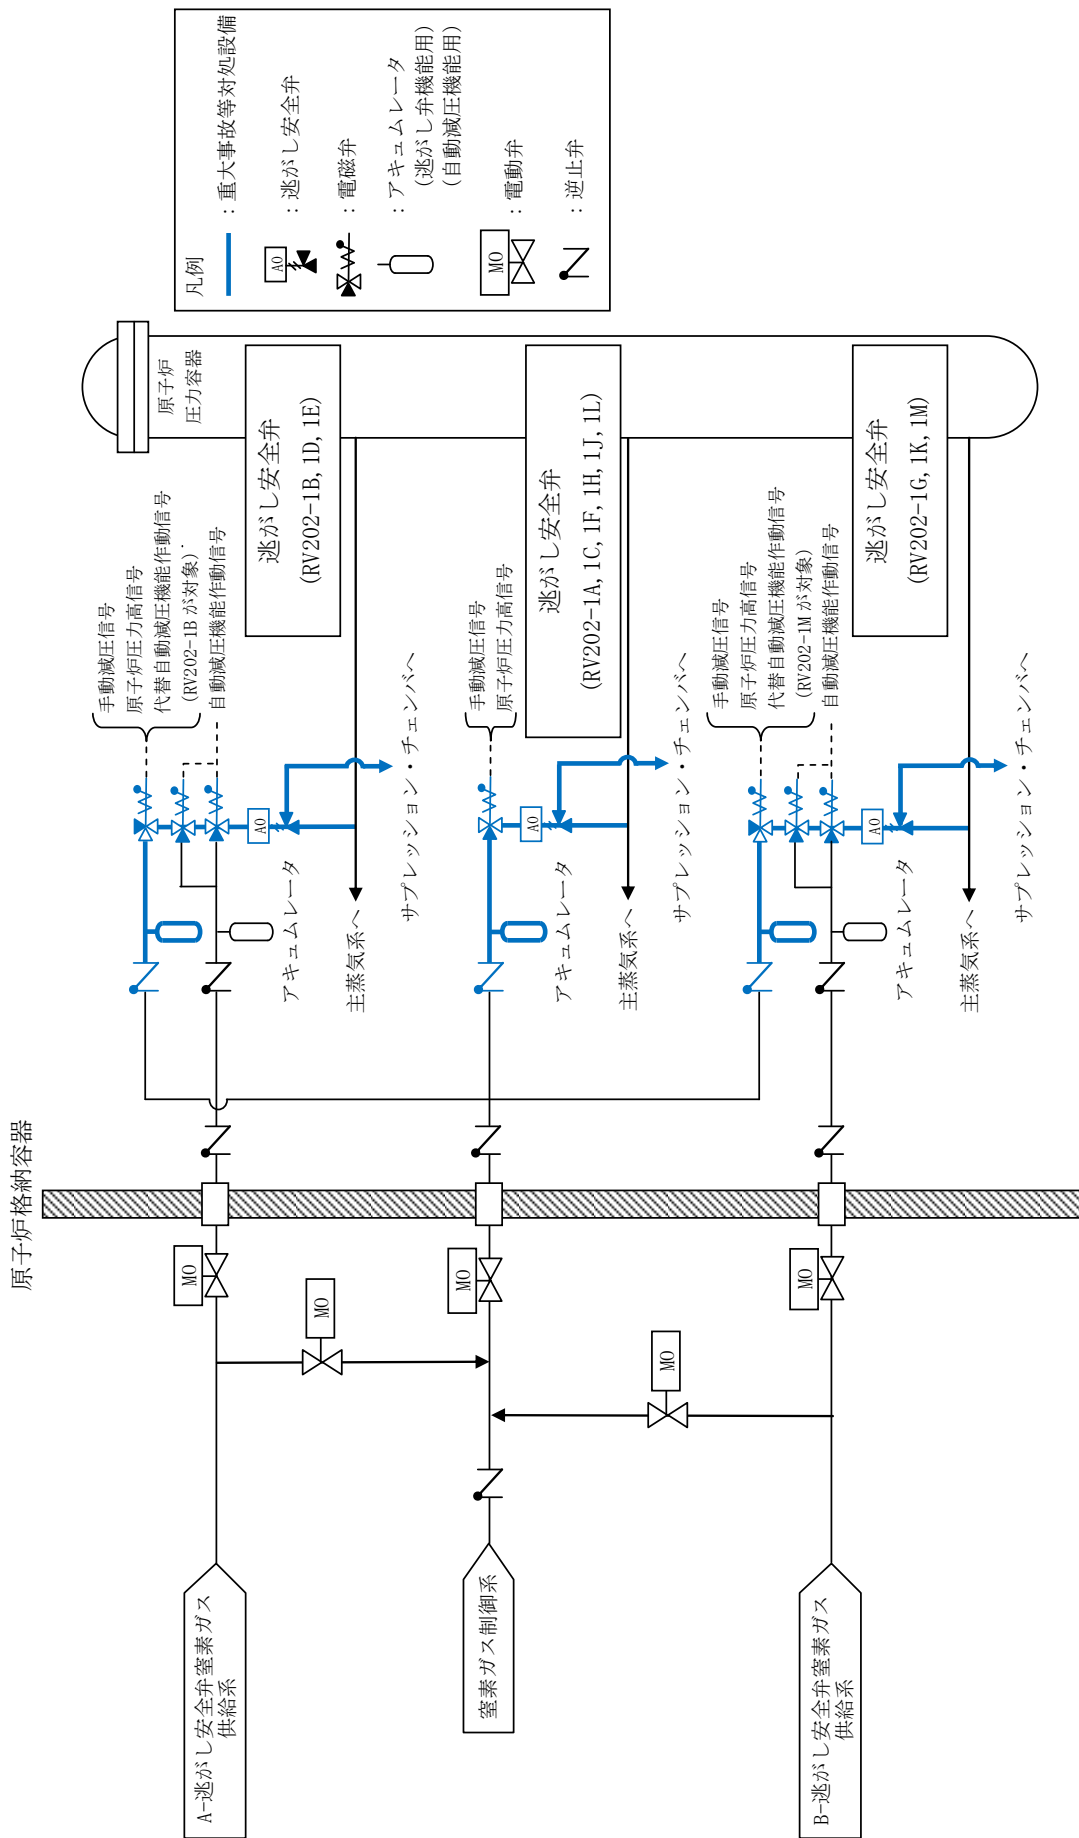 原子炉格納容器
A-逃がし安全弁窒素ガス
供給系
窒素ガス制御系
B-逃がし安全弁窒素ガス
供給系
MO
MO
MO
MO
MO
手動減圧信号
原子炉圧力高信号
代替自動減圧機能作動信号
(RV202-1B が対象)
自動減圧機能作動信号
AO
アキュムレータ
主蒸気系へ
サプレッション・チェンバへ
逃がし安全弁
(RV202-1B, 1D, 1E)
手動減圧信号
原子炉圧力高信号
AO
アキュムレータ
主蒸気系へ
サプレッション・チェンバへ
逃がし安全弁
(RV202-1A, 1C, 1F, 1H, 1J, 1L)
手動減圧信号
原子炉圧力高信号
代替自動減圧機能作動信号
(RV202-1M が対象)
自動減圧機能作動信号
AO
アキュムレータ
主蒸気系へ
サプレッション・チェンバへ
逃がし安全弁
(RV202-1G, 1K, 1M)
原子炉
圧力容器
凡例
：重大事故等対処設備
AO
：逃がし安全弁
：電磁弁
：アキュムレータ
(逃がし弁機能用)
(自動減圧機能用)
MO
：電動弁
：逆止弁